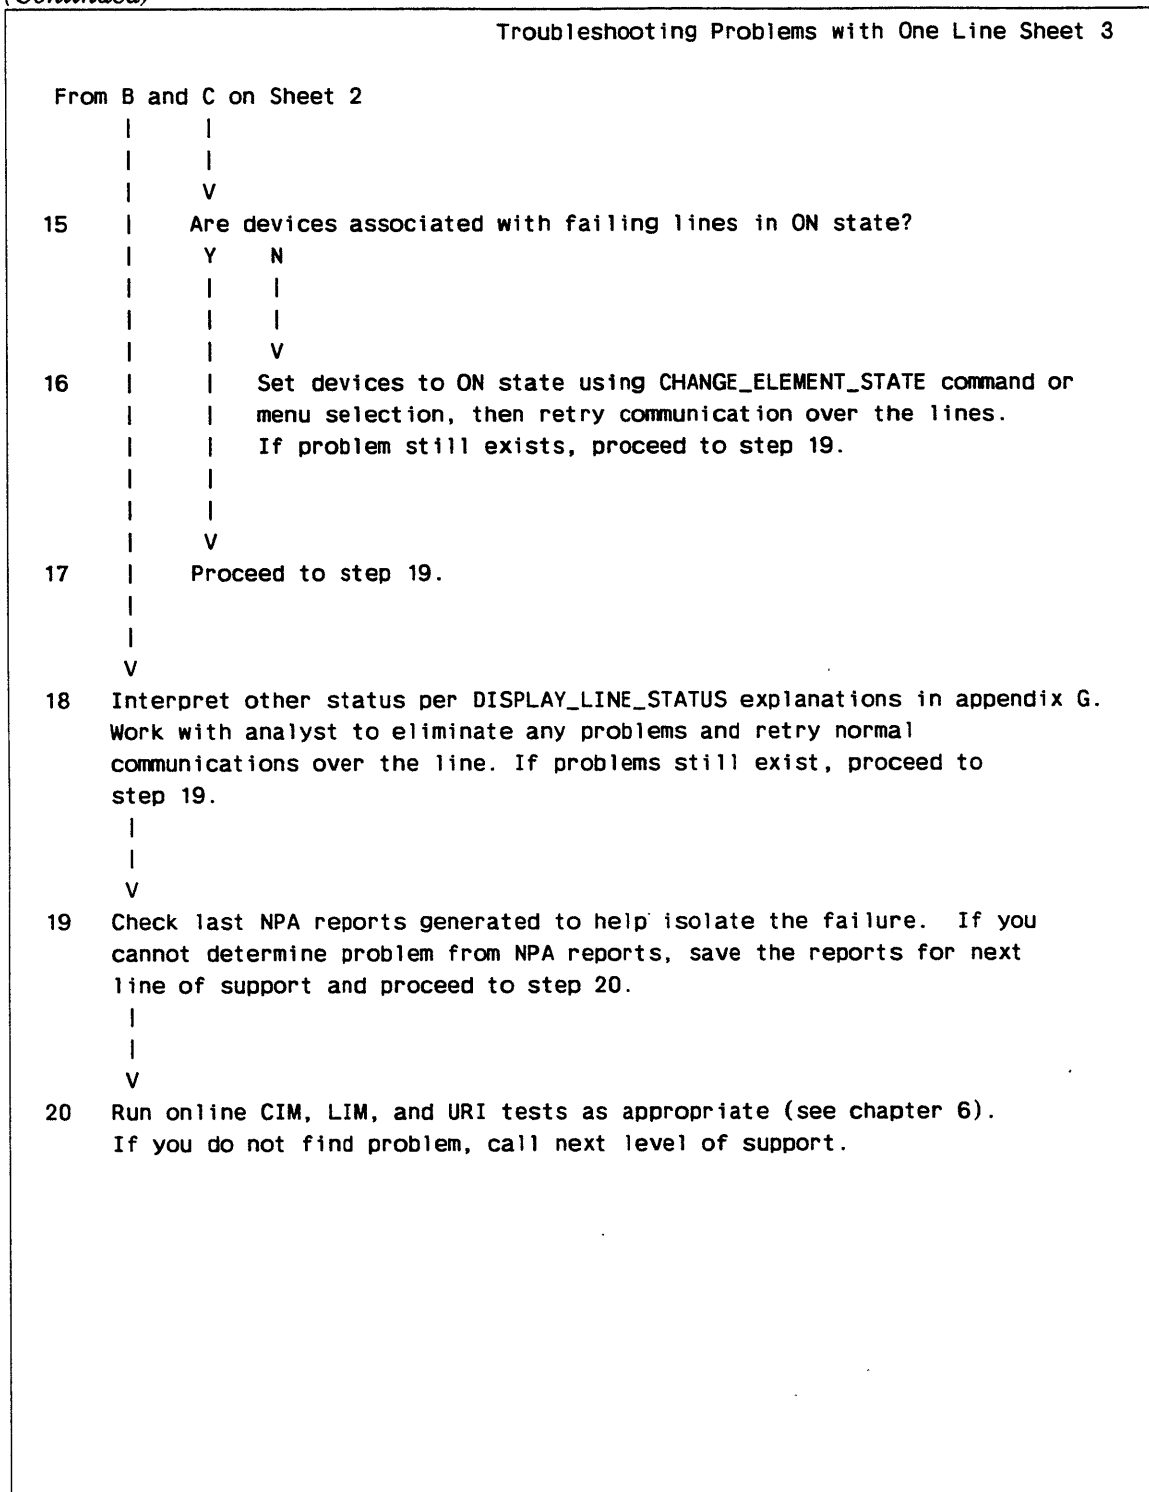 (Continued)
Troubleshooting Problems with One Line Sheet 3
From B and C on Sheet 2
| |
| |
| V
15 | Are devices associated with failing lines in ON state?
| Y N
| | |
| | |
| | V
16 | | Set devices to ON state using CHANGE_ELEMENT_STATE command or
| | menu selection, then retry communication over the lines.
| | If problem still exists, proceed to step 19.
| |
| |
| V
17 | Proceed to step 19.
|
|
V
18 Interpret other status per DISPLAY_LINE_STATUS explanations in appendix G.
Work with analyst to eliminate any problems and retry normal
communications over the line. If problems still exist, proceed to
step 19.
|
|
V
19 Check last NPA reports generated to help isolate the failure. If you
cannot determine problem from NPA reports, save the reports for next
line of support and proceed to step 20.
|
|
V
20 Run online CIM, LIM, and URI tests as appropriate (see chapter 6).
If you do not find problem, call next level of support.